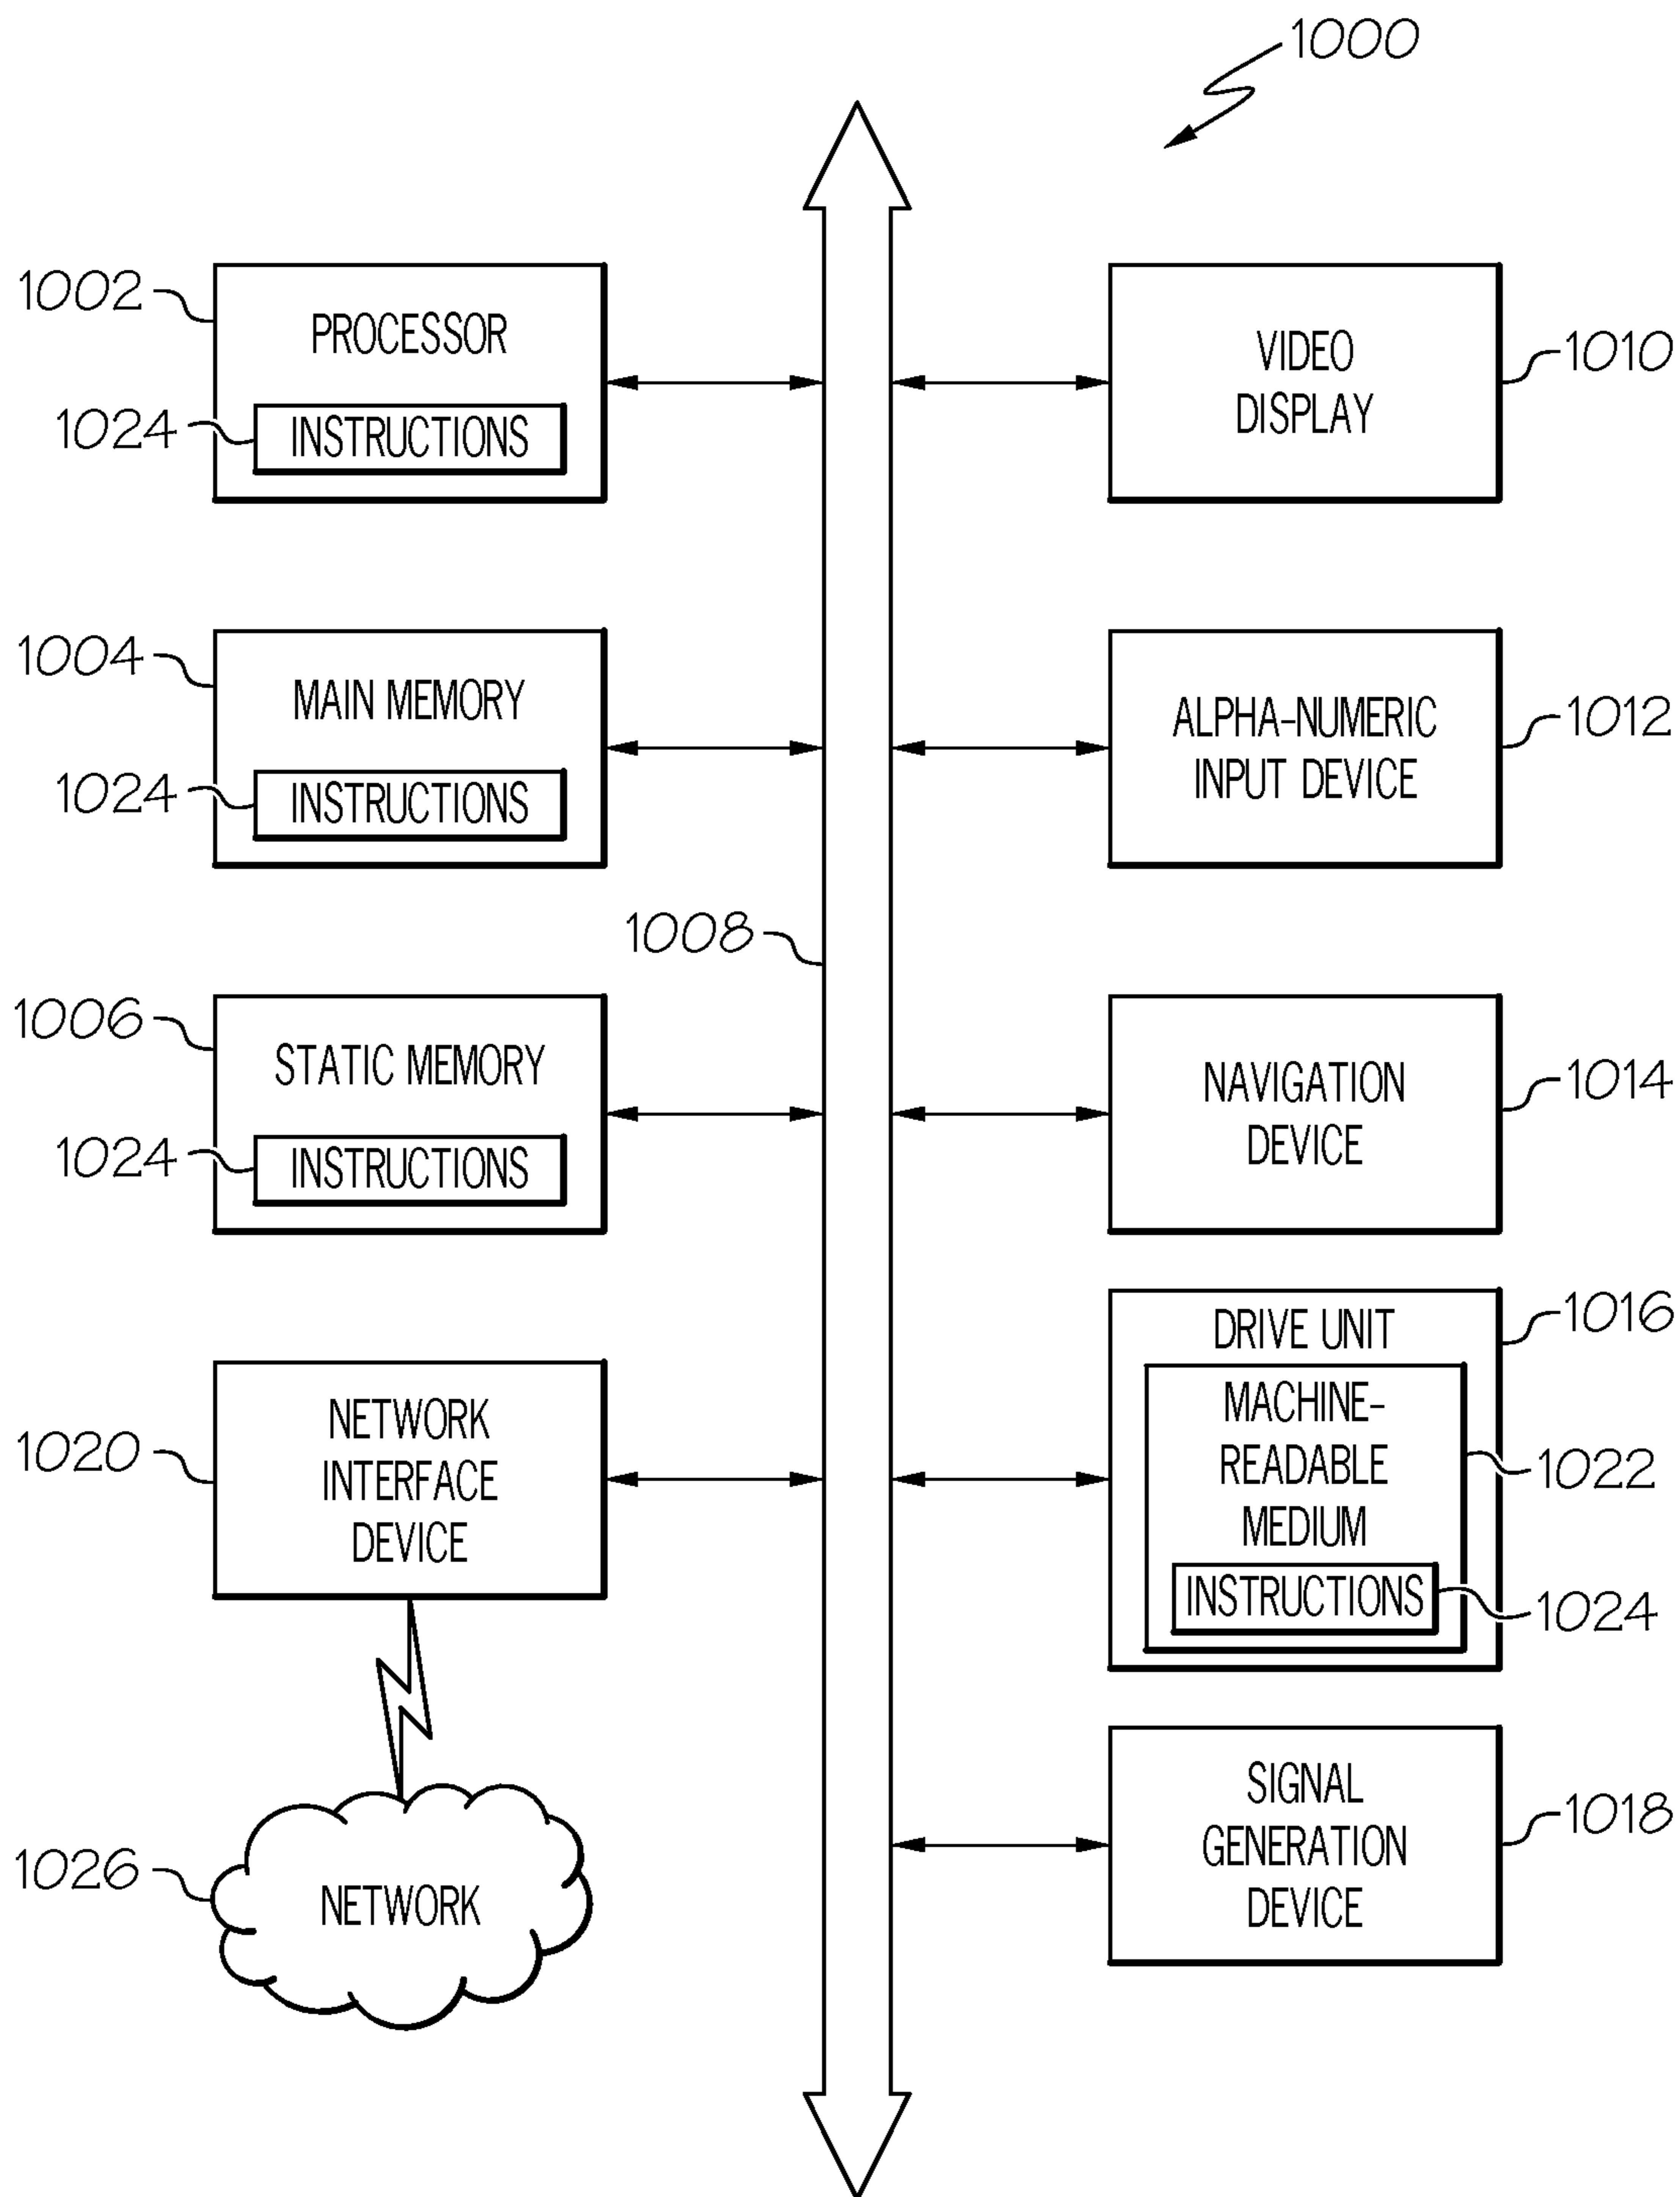 1000
1002
PROCESSOR
1024
INSTRUCTIONS
1004
MAIN MEMORY
1024
INSTRUCTIONS
1008
1006
STATIC MEMORY
1024
INSTRUCTIONS
1020
NETWORK
INTERFACE
DEVICE
1026
NETWORK
VIDEO
DISPLAY
1010
ALPHA-NUMERIC
INPUT DEVICE
1012
NAVIGATION
DEVICE
1014
DRIVE UNIT
1016
MACHINE-
READABLE
MEDIUM
1022
INSTRUCTIONS
1024
SIGNAL
GENERATION
DEVICE
1018